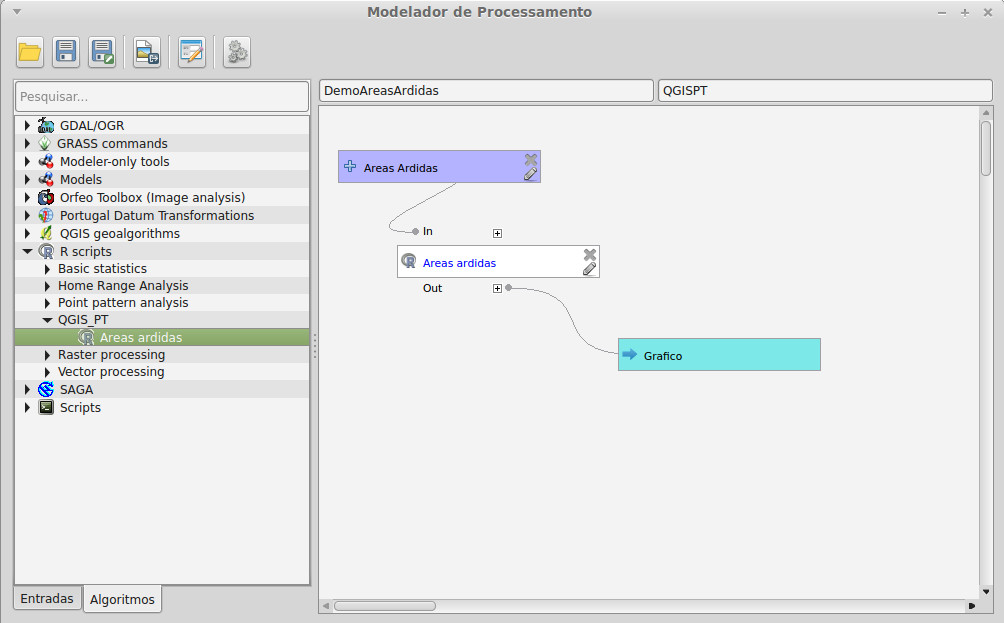 Modelador de Processamento
Pesquisar...
GDAL/OGR
GRASS commands
Modeler-only tools
Models
Orfeo Toolbox (Image analysis)
Portugal Datum Transformations
QGIS geoalgorithms
R scripts
Basic statistics
Home Range Analysis
Point pattern analysis
QGIS_PT
Areas ardidas
Raster processing
Vector processing
SAGA
Scripts
Entradas Algoritmos
DemoAreasArdidas QGISPT
Areas Ardidas
In
Areas ardidas
Out
Grafico